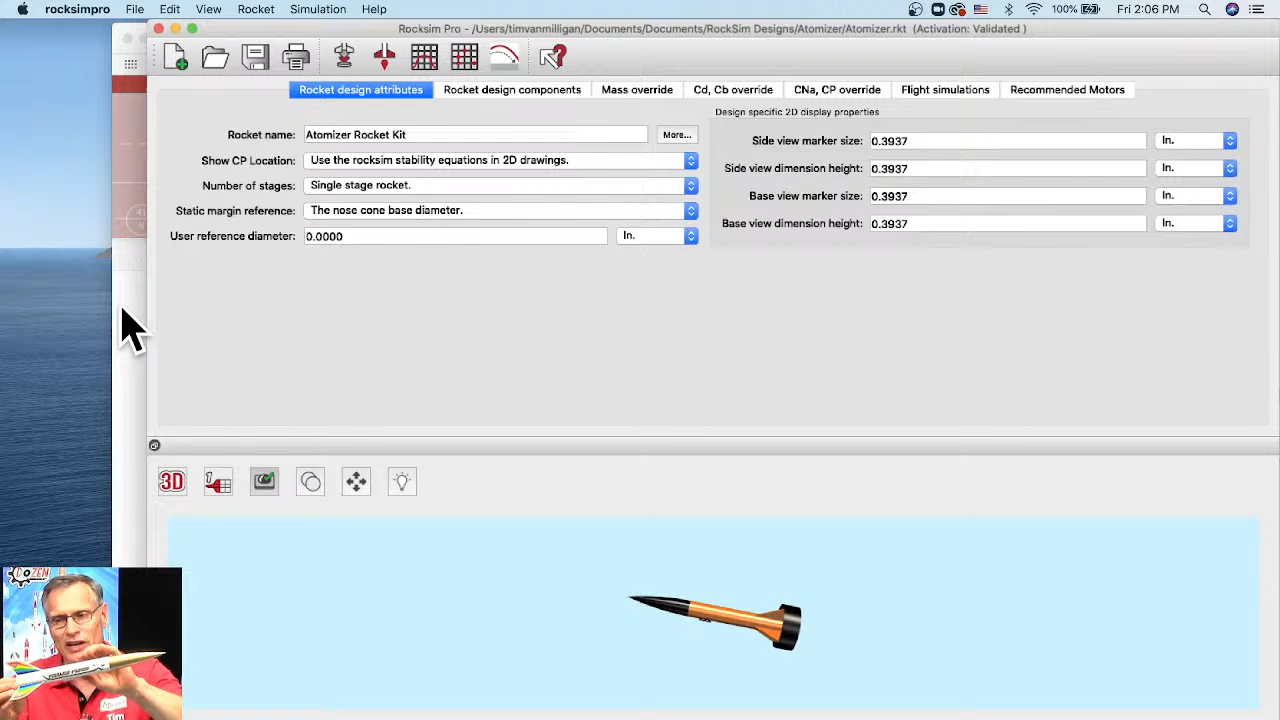 rocksimpro File Edit View Rocket Simulation Help
100% Fri 2:06 PM
Rocksim Pro - /Users/timvanmilligan/Documents/Documents/RockSim Designs/Atomizer/Atomizer.rkt (Activation: Validated )
Rocket design attributes Rocket design components Mass override Cd, Cb override CNa, CP override Flight simulations Recommended Motors
Design specific 2D display properties
Rocket name: Atomizer Rocket Kit More...
Show CP Location: Use the rocksim stability equations in 2D drawings.
Number of stages: Single stage rocket.
Static margin reference: The nose cone base diameter.
User reference diameter: 0.0000 In.
Side view marker size: 0.3937 In.
Side view dimension height: 0.3937 In.
Base view marker size: 0.3937 In.
Base view dimension height: 0.3937 In.
3D
Tim